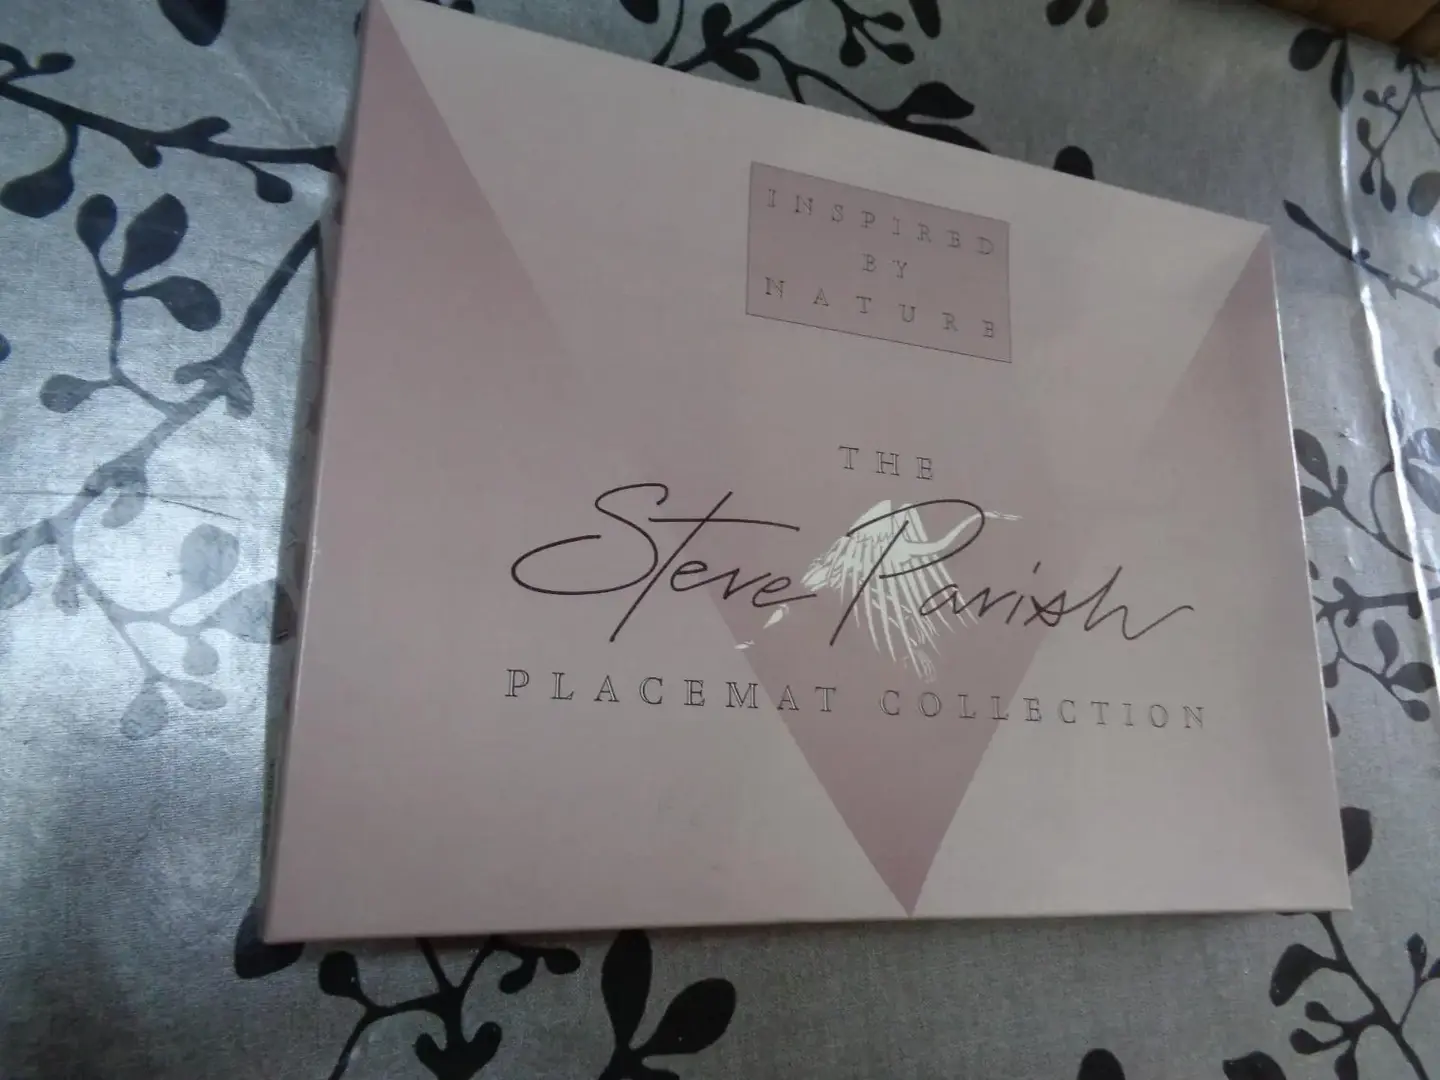 INSPIRED
BY
NATURE
THE
Steve Parish
PLACEMAT COLLECTION